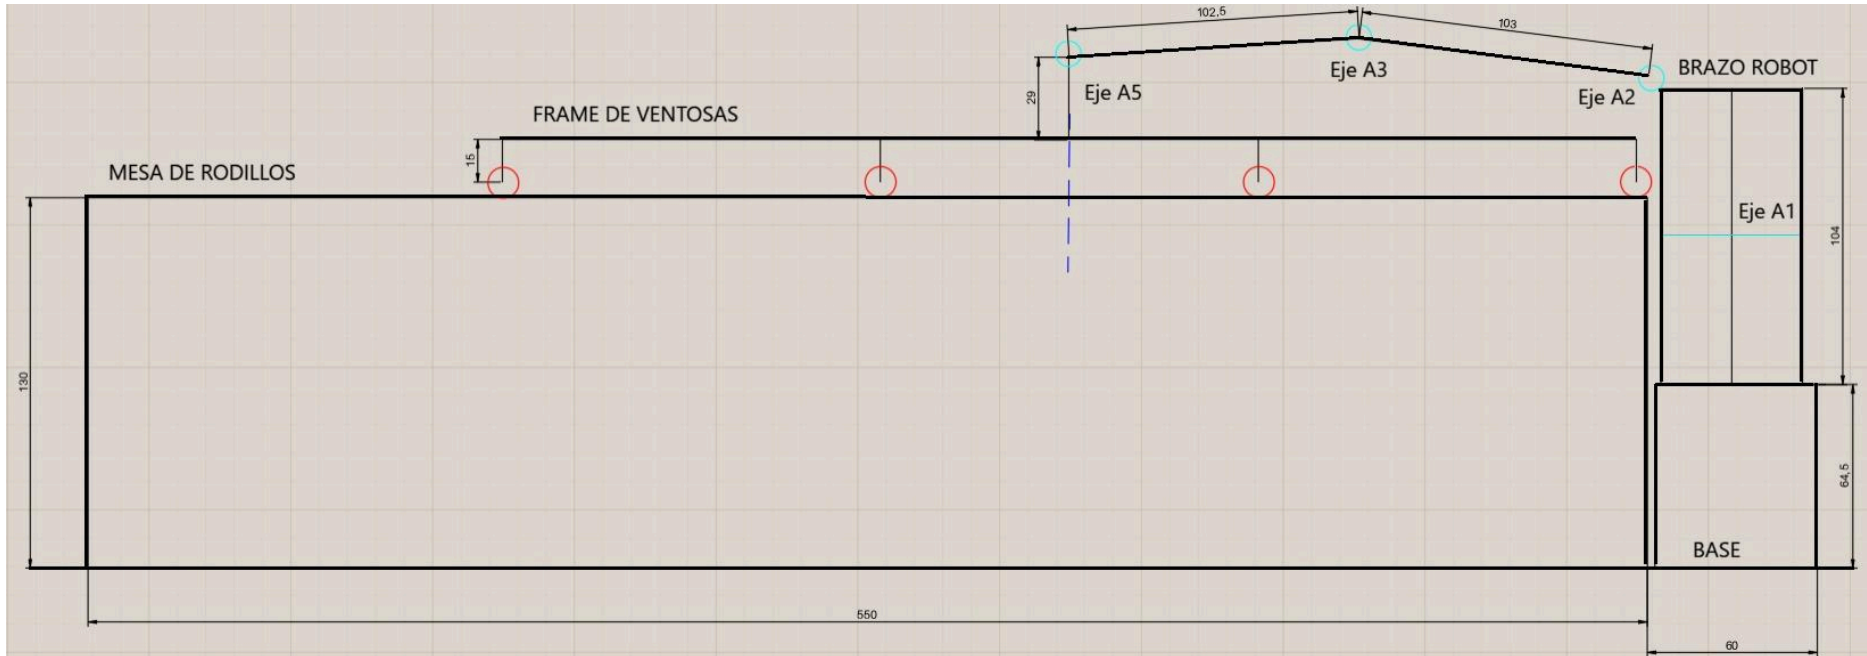 102,5
103
BRAZO ROBOT
Eje A3
Eje A5
Eje A2
29
FRAME DE VENTOSAS
15
MESA DE RODILLOS
Eje A1
104
130
64,5
BASE
550
60